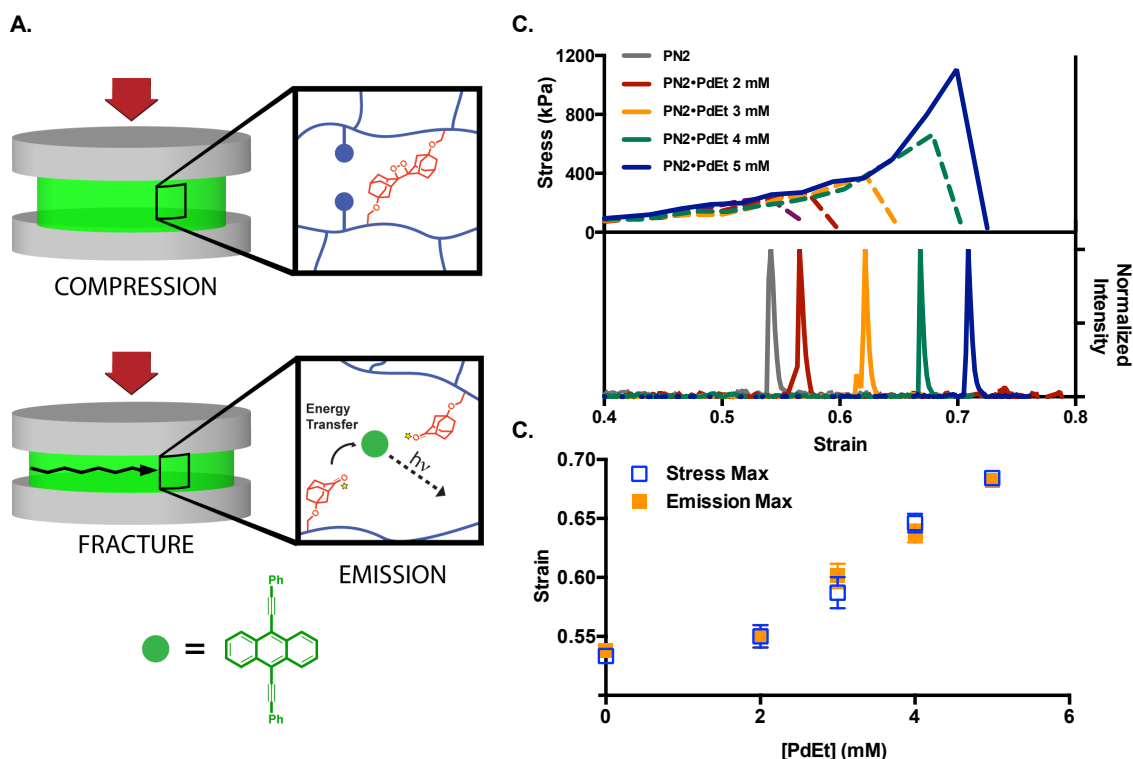 A.
COMPRESSION
FRACTURE
Energy
Transfer
hν
EMISSION
O
O-O
O
O
O
O
O
Ph
=
Ph
C.
1200
800
400
0
Stress (kPa)
PN2
PN2•PdEt 2 mM
PN2•PdEt 3 mM
PN2•PdEt 4 mM
PN2•PdEt 5 mM
Normalized
Intensity
0.4
0.5
0.6
0.7
0.8
Strain
C.
0.70
0.65
0.60
0.55
Strain
Stress Max
Emission Max
0
2
4
6
[PdEt] (mM)